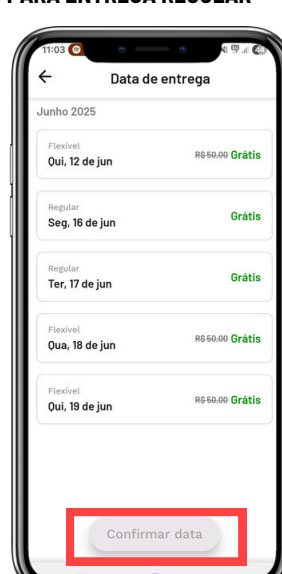 PARA ENTREGA REGULAR
11:03
Data de entrega
Junho 2025
Flexível
Qui, 12 de jun
R$ 50,00 Grátis
Regular
Seg, 16 de jun
Grátis
Regular
Ter, 17 de jun
Grátis
Flexível
Qua, 18 de jun
R$ 50,00 Grátis
Flexível
Qui, 19 de jun
R$ 50,00 Grátis
Confirmar data